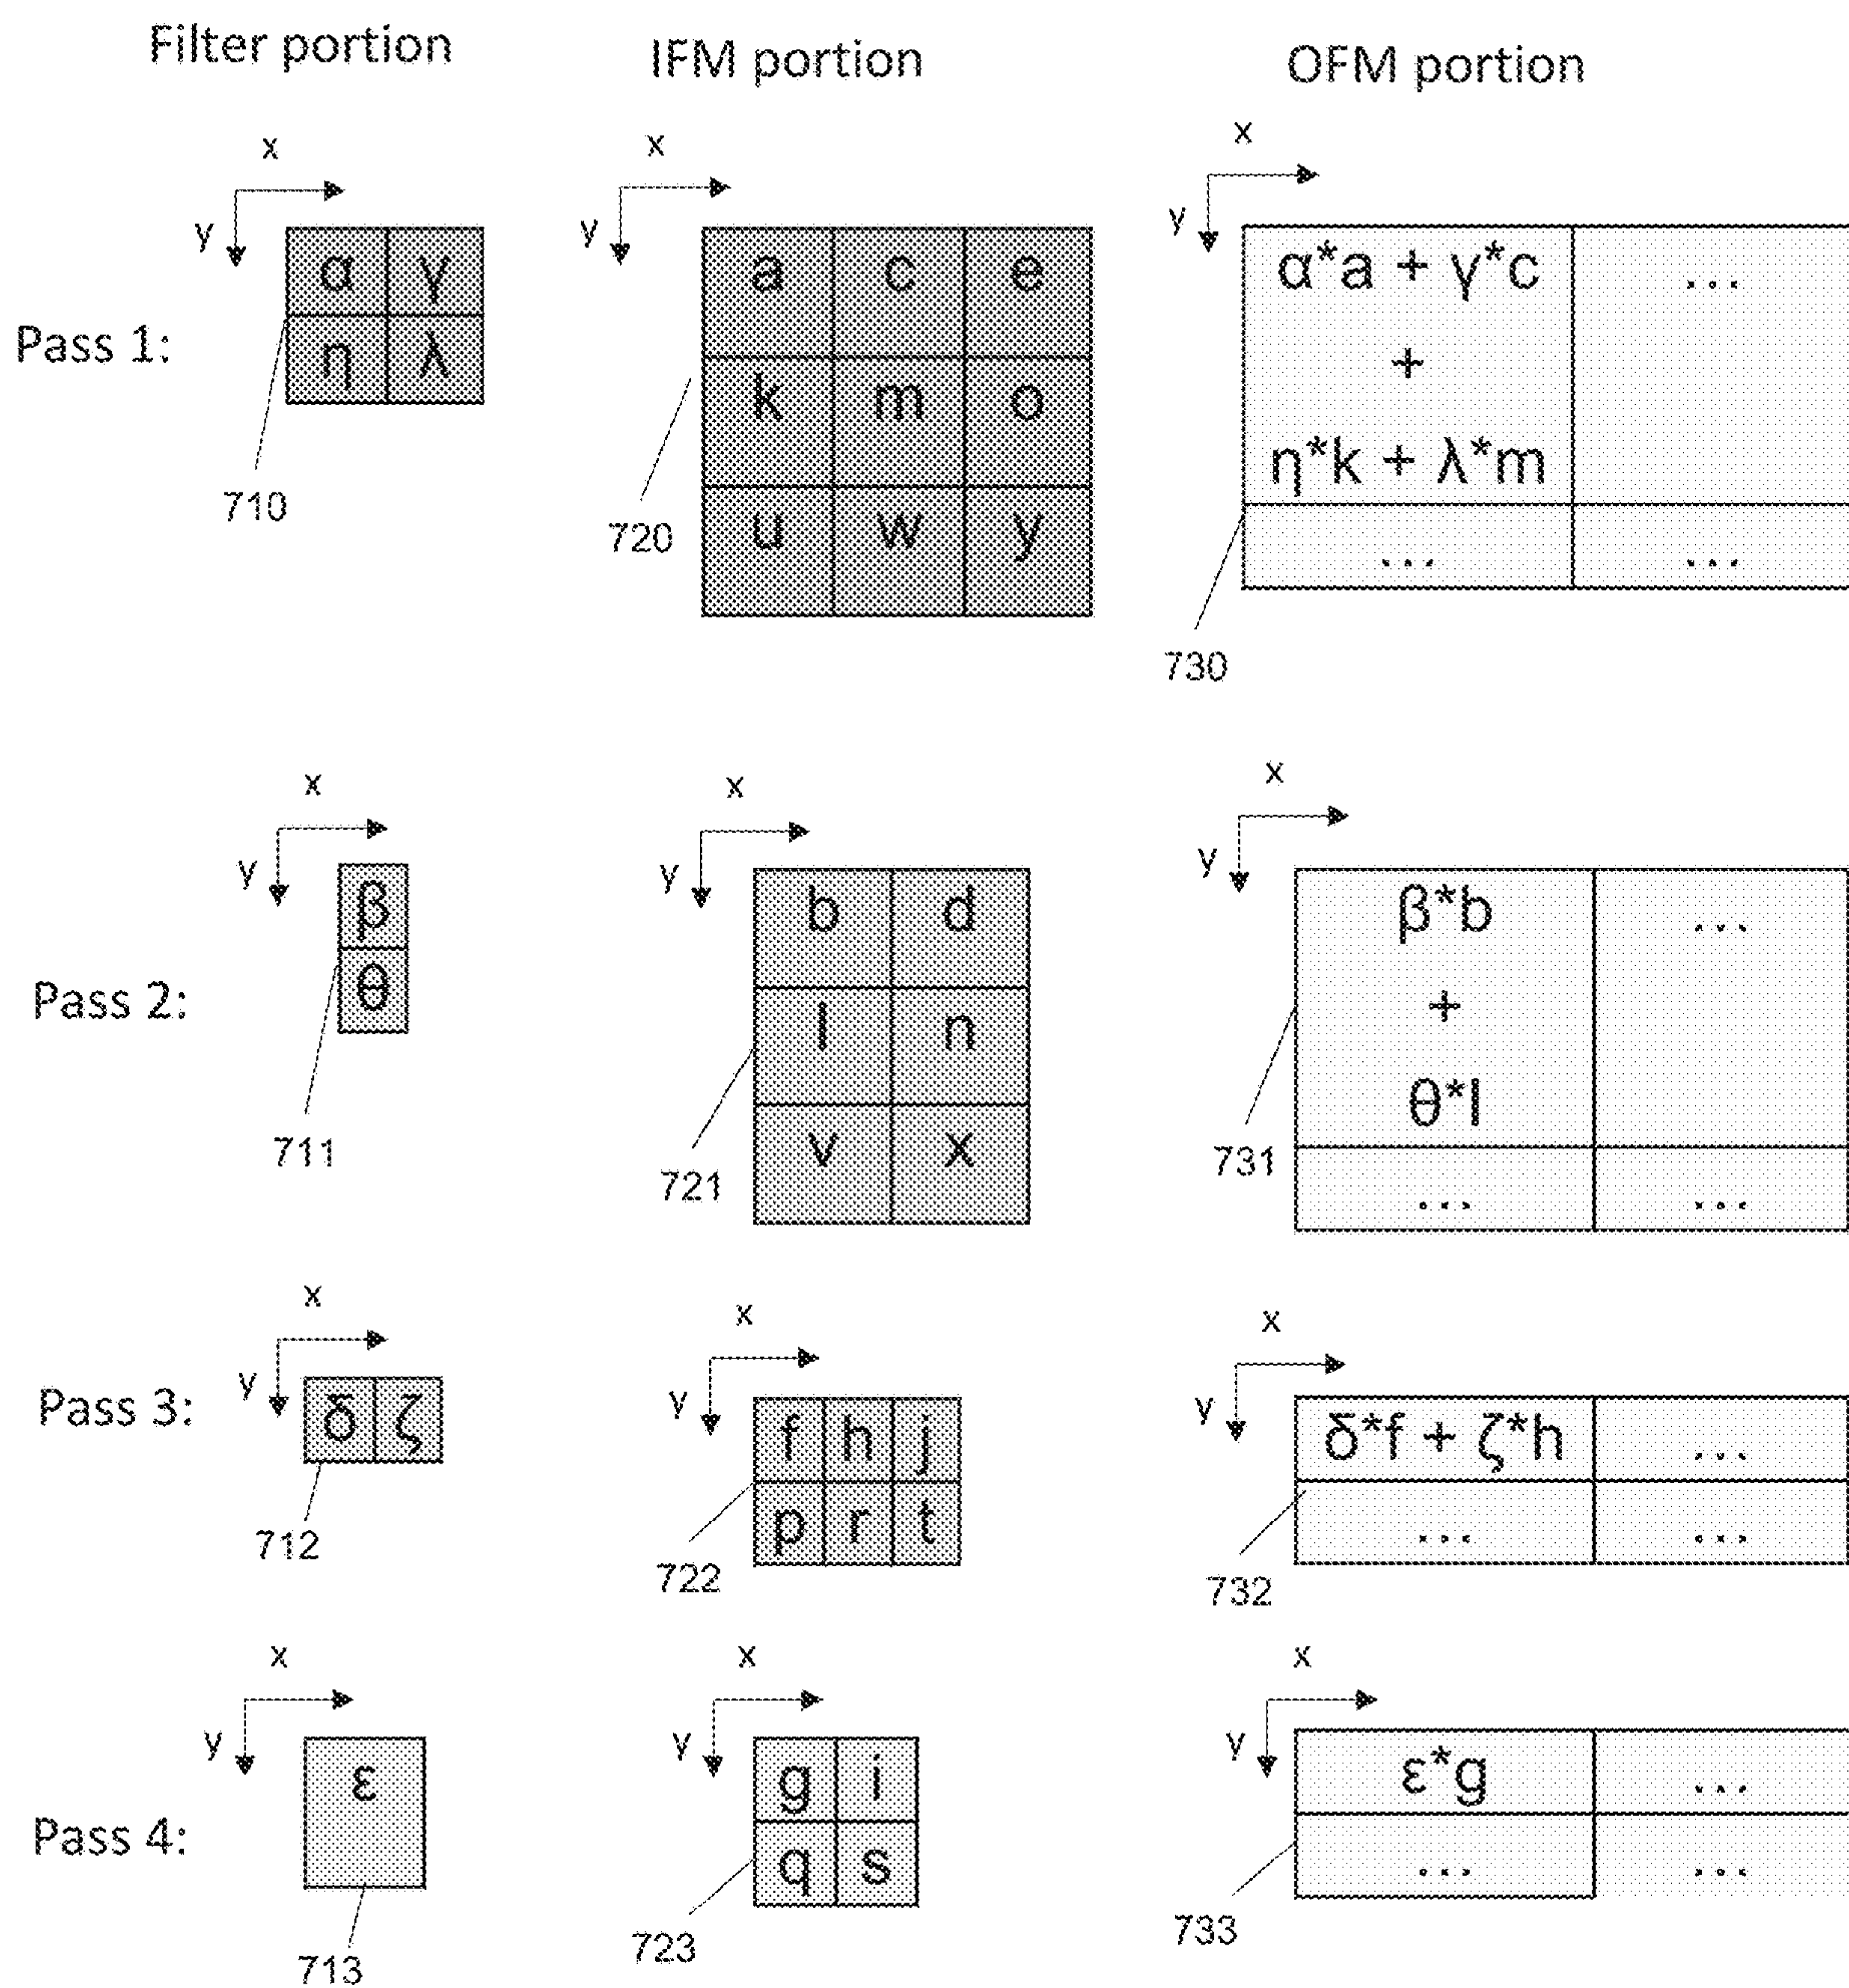 Filter portion IFM portion OFM portion
x x x
y y y
Pass 1:
α γ
η λ
710
a c e
k m o
u w y
720
α*a + γ*c ...
+
η*k + λ*m
... ...
730
x x x
y y y
Pass 2:
β
θ
711
b d
l n
v x
721
β*b ...
+
θ*l
... ...
731
x x x
y y y
Pass 3:
δ ζ
712
f h j
p r t
722
δ*f + ζ*h ...
... ...
732
x x x
y y y
Pass 4:
ε
713
g i
q s
723
ε*g ...
... ...
733